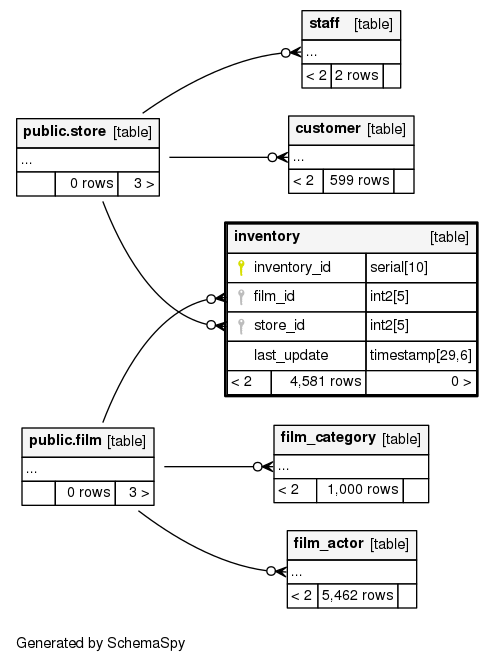 staff [table]
...
< 2 2 rows
public.store [table]
...
0 rows 3 >
customer [table]
...
< 2 599 rows
inventory [table]
inventory_id serial[10]
film_id int2[5]
store_id int2[5]
last_update timestamp[29,6]
< 2 4,581 rows 0 >
public.film [table]
...
0 rows 3 >
film_category [table]
...
< 2 1,000 rows
film_actor [table]
...
< 2 5,462 rows
Generated by SchemaSpy